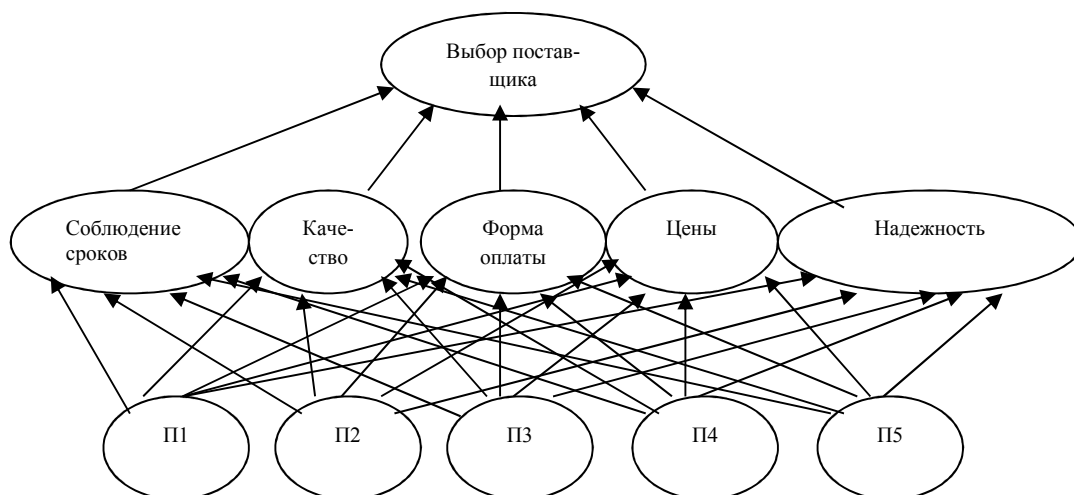 Выбор постав-
щика
Соблюдение
сроков
Каче-
ство
Форма
оплаты
Цены
Надежность
П1
П2
П3
П4
П5